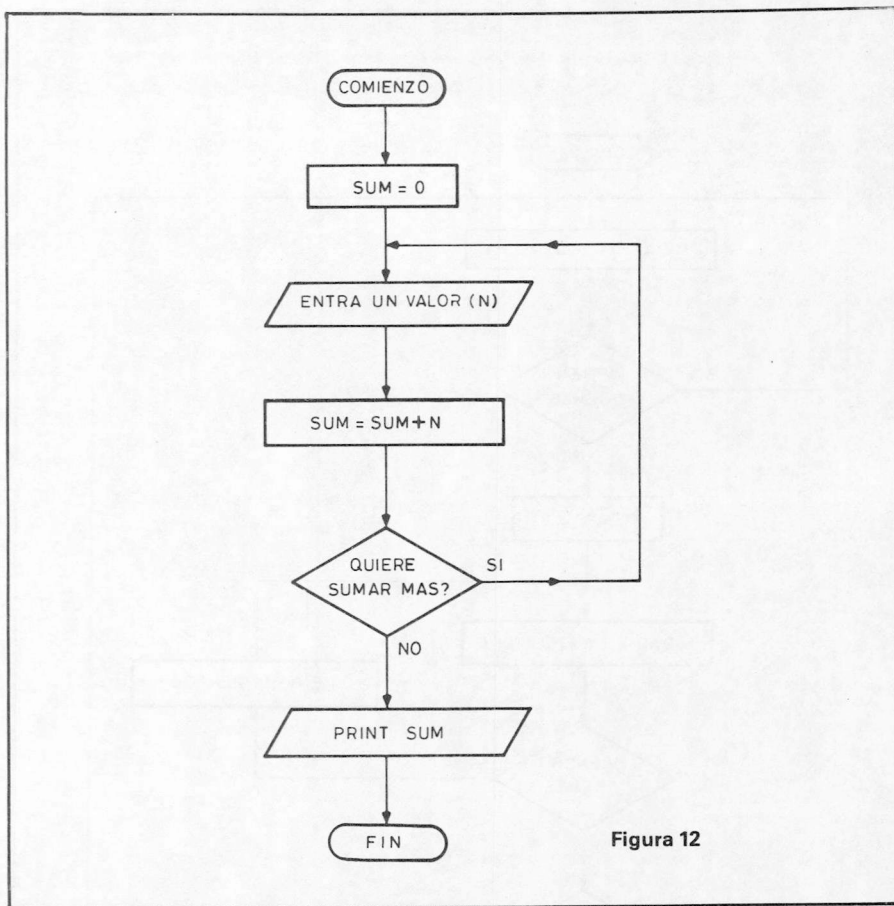 COMIENZO
SUM = 0
ENTRA UN VALOR (N)
SUM = SUM + N
QUIERE
SUMAR MAS?
SI
NO
PRINT SUM
FIN
Figura 12